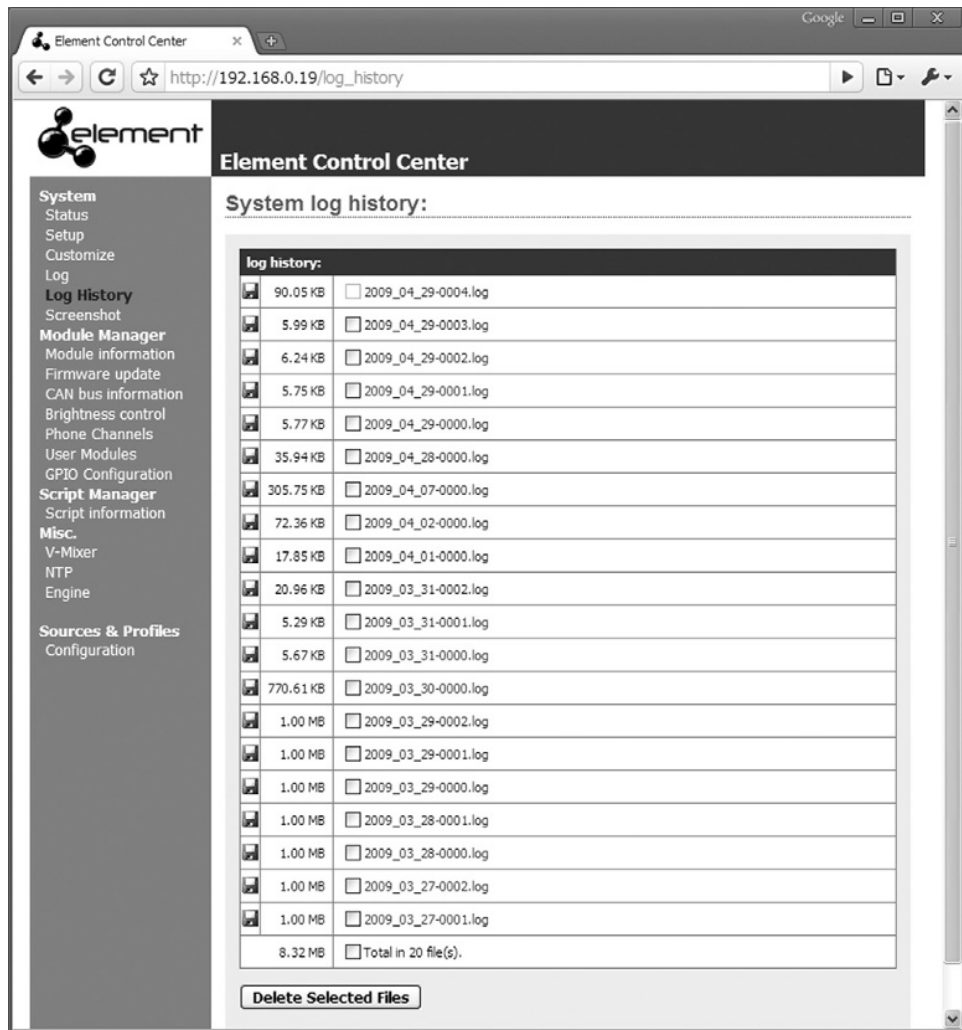 Google
Element Control Center
http://192.168.0.19/log_history
element
Element Control Center
System
Status
Setup
Customize
Log
Log History
Screenshot
Module Manager
Module information
Firmware update
CAN bus information
Brightness control
Phone Channels
User Modules
GPIO Configuration
Script Manager
Script information
Misc.
V-Mixer
NTP
Engine
Sources & Profiles
Configuration
System log history:
log history:
90.05 KB 2009_04_29-0004.log
5.99 KB 2009_04_29-0003.log
6.24 KB 2009_04_29-0002.log
5.75 KB 2009_04_29-0001.log
5.77 KB 2009_04_29-0000.log
35.94 KB 2009_04_28-0000.log
305.75 KB 2009_04_07-0000.log
72.36 KB 2009_04_02-0000.log
17.85 KB 2009_04_01-0000.log
20.96 KB 2009_03_31-0002.log
5.29 KB 2009_03_31-0001.log
5.67 KB 2009_03_31-0000.log
770.61 KB 2009_03_30-0000.log
1.00 MB 2009_03_29-0002.log
1.00 MB 2009_03_29-0001.log
1.00 MB 2009_03_29-0000.log
1.00 MB 2009_03_28-0001.log
1.00 MB 2009_03_28-0000.log
1.00 MB 2009_03_27-0002.log
1.00 MB 2009_03_27-0001.log
8.32 MB Total in 20 file(s).
Delete Selected Files